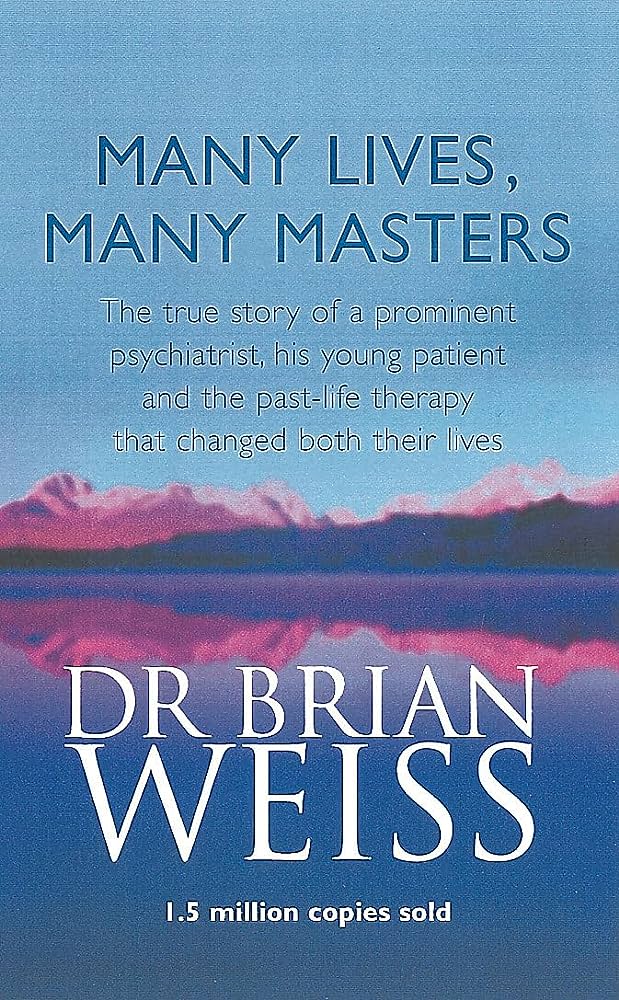 MANY LIVES,
MANY MASTERS
The true story of a prominent
psychiatrist, his young patient
and the past-life therapy
that changed both their lives
DR BRIAN
WEISS
1.5 million copies sold